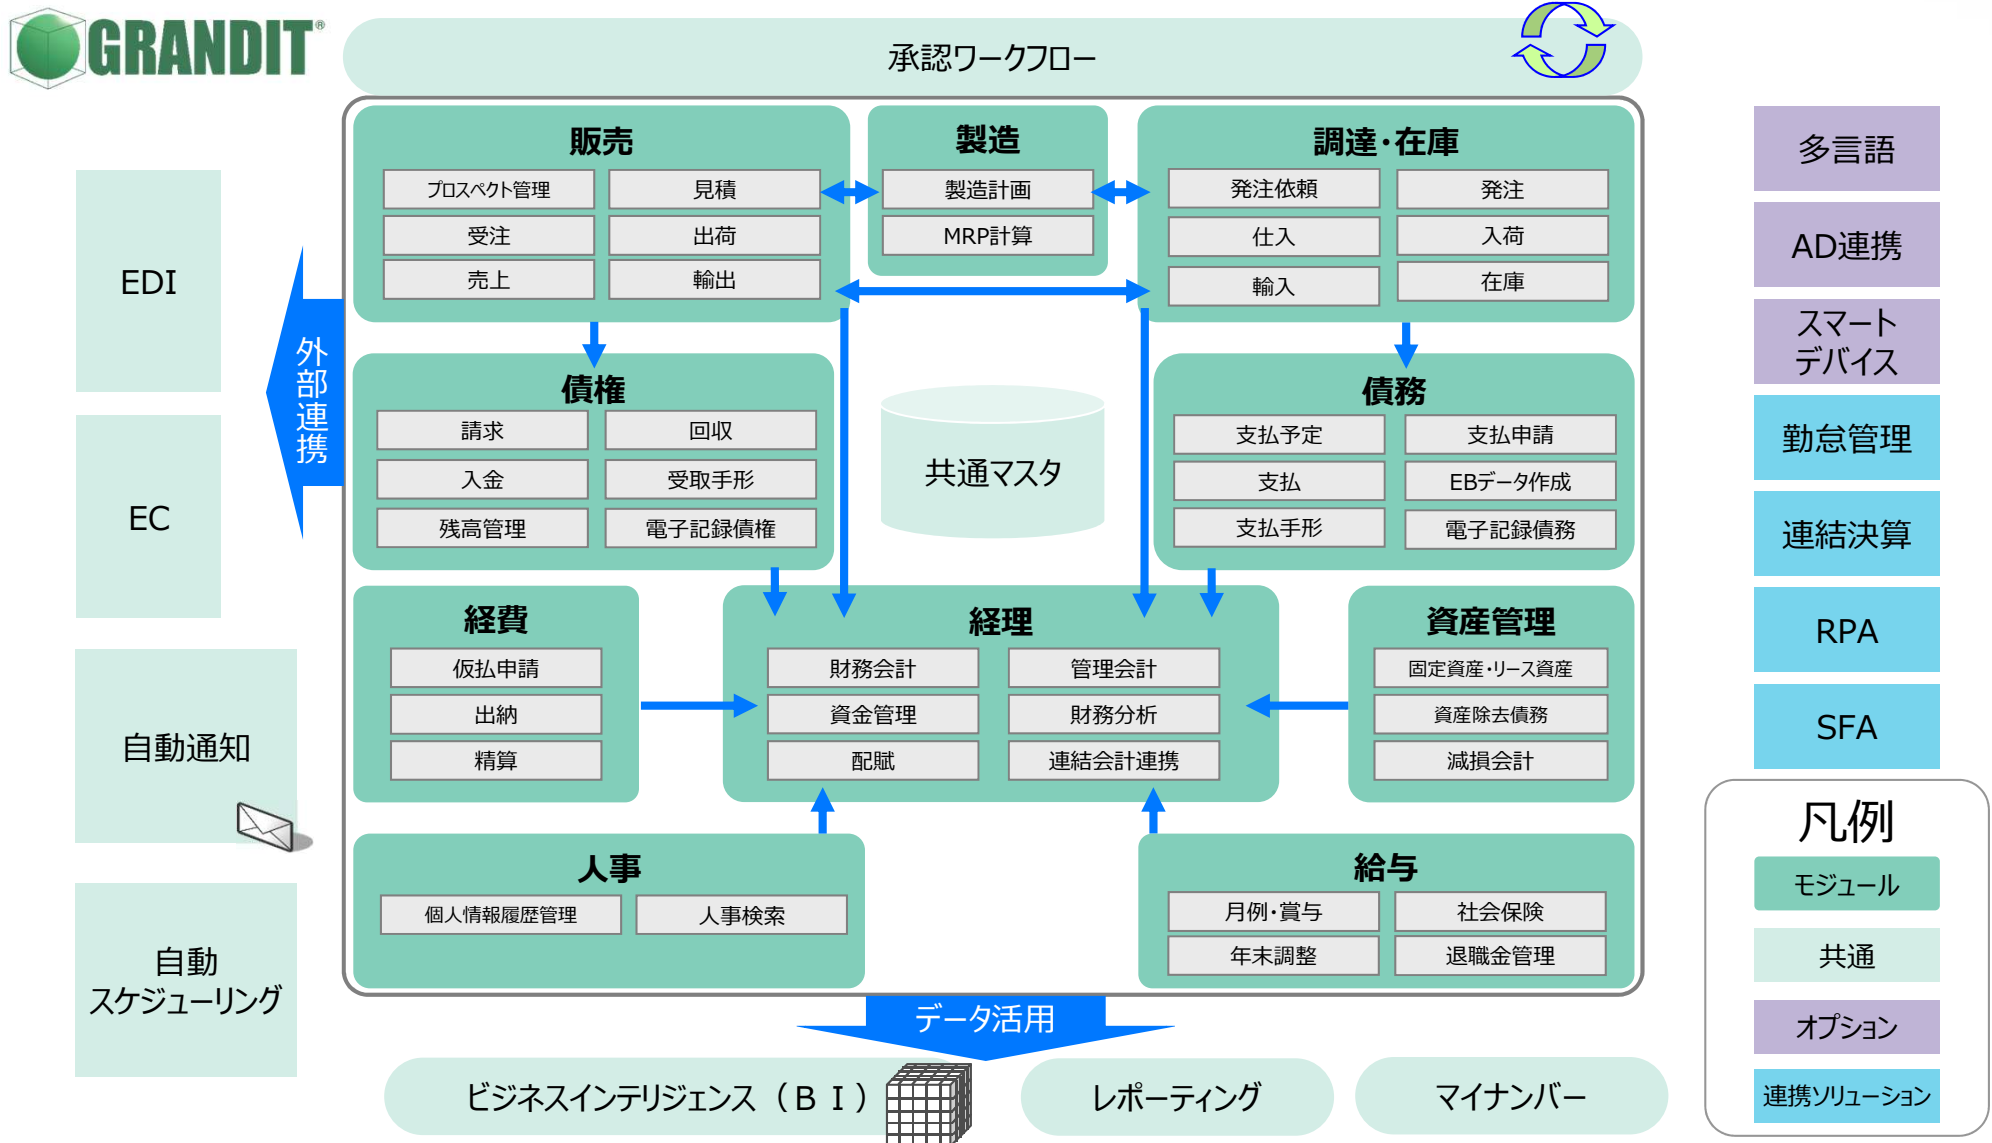 GRANDIT®
承認ワークフロー
販売
プロスペクト管理
見積
受注
出荷
売上
輸出
製造
製造計画
MRP計算
調達・在庫
発注依頼
発注
仕入
入荷
輸入
在庫
外部連携
EDI
EC
自動通知
自動
スケジューリング
債権
請求
回収
入金
受取手形
残高管理
電子記録債権
共通マスタ
債務
支払予定
支払申請
支払
EBデータ作成
支払手形
電子記録債務
経費
仮払申請
出納
精算
経理
財務会計
管理会計
資金管理
財務分析
配賦
連結会計連携
資産管理
固定資産・リース資産
資産除去債務
減損会計
人事
個人情報履歴管理
人事検索
給与
月例・賞与
社会保険
年末調整
退職金管理
データ活用
ビジネスインテリジェンス（ＢＩ）
レポーティング
マイナンバー
多言語
AD連携
スマート
デバイス
勤怠管理
連結決算
RPA
SFA
凡例
モジュール
共通
オプション
連携ソリューション